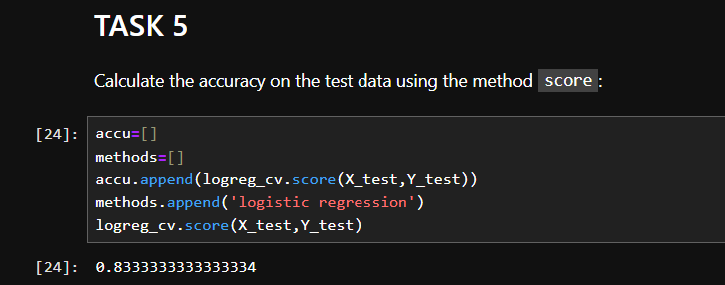 TASK 5
Calculate the accuracy on the test data using the method score:
[24]: accu=[]
methods=[]
accu.append(logreg_cv.score(X_test,Y_test))
methods.append('logistic regression')
logreg_cv.score(X_test,Y_test)
[24]: 0.8333333333333334